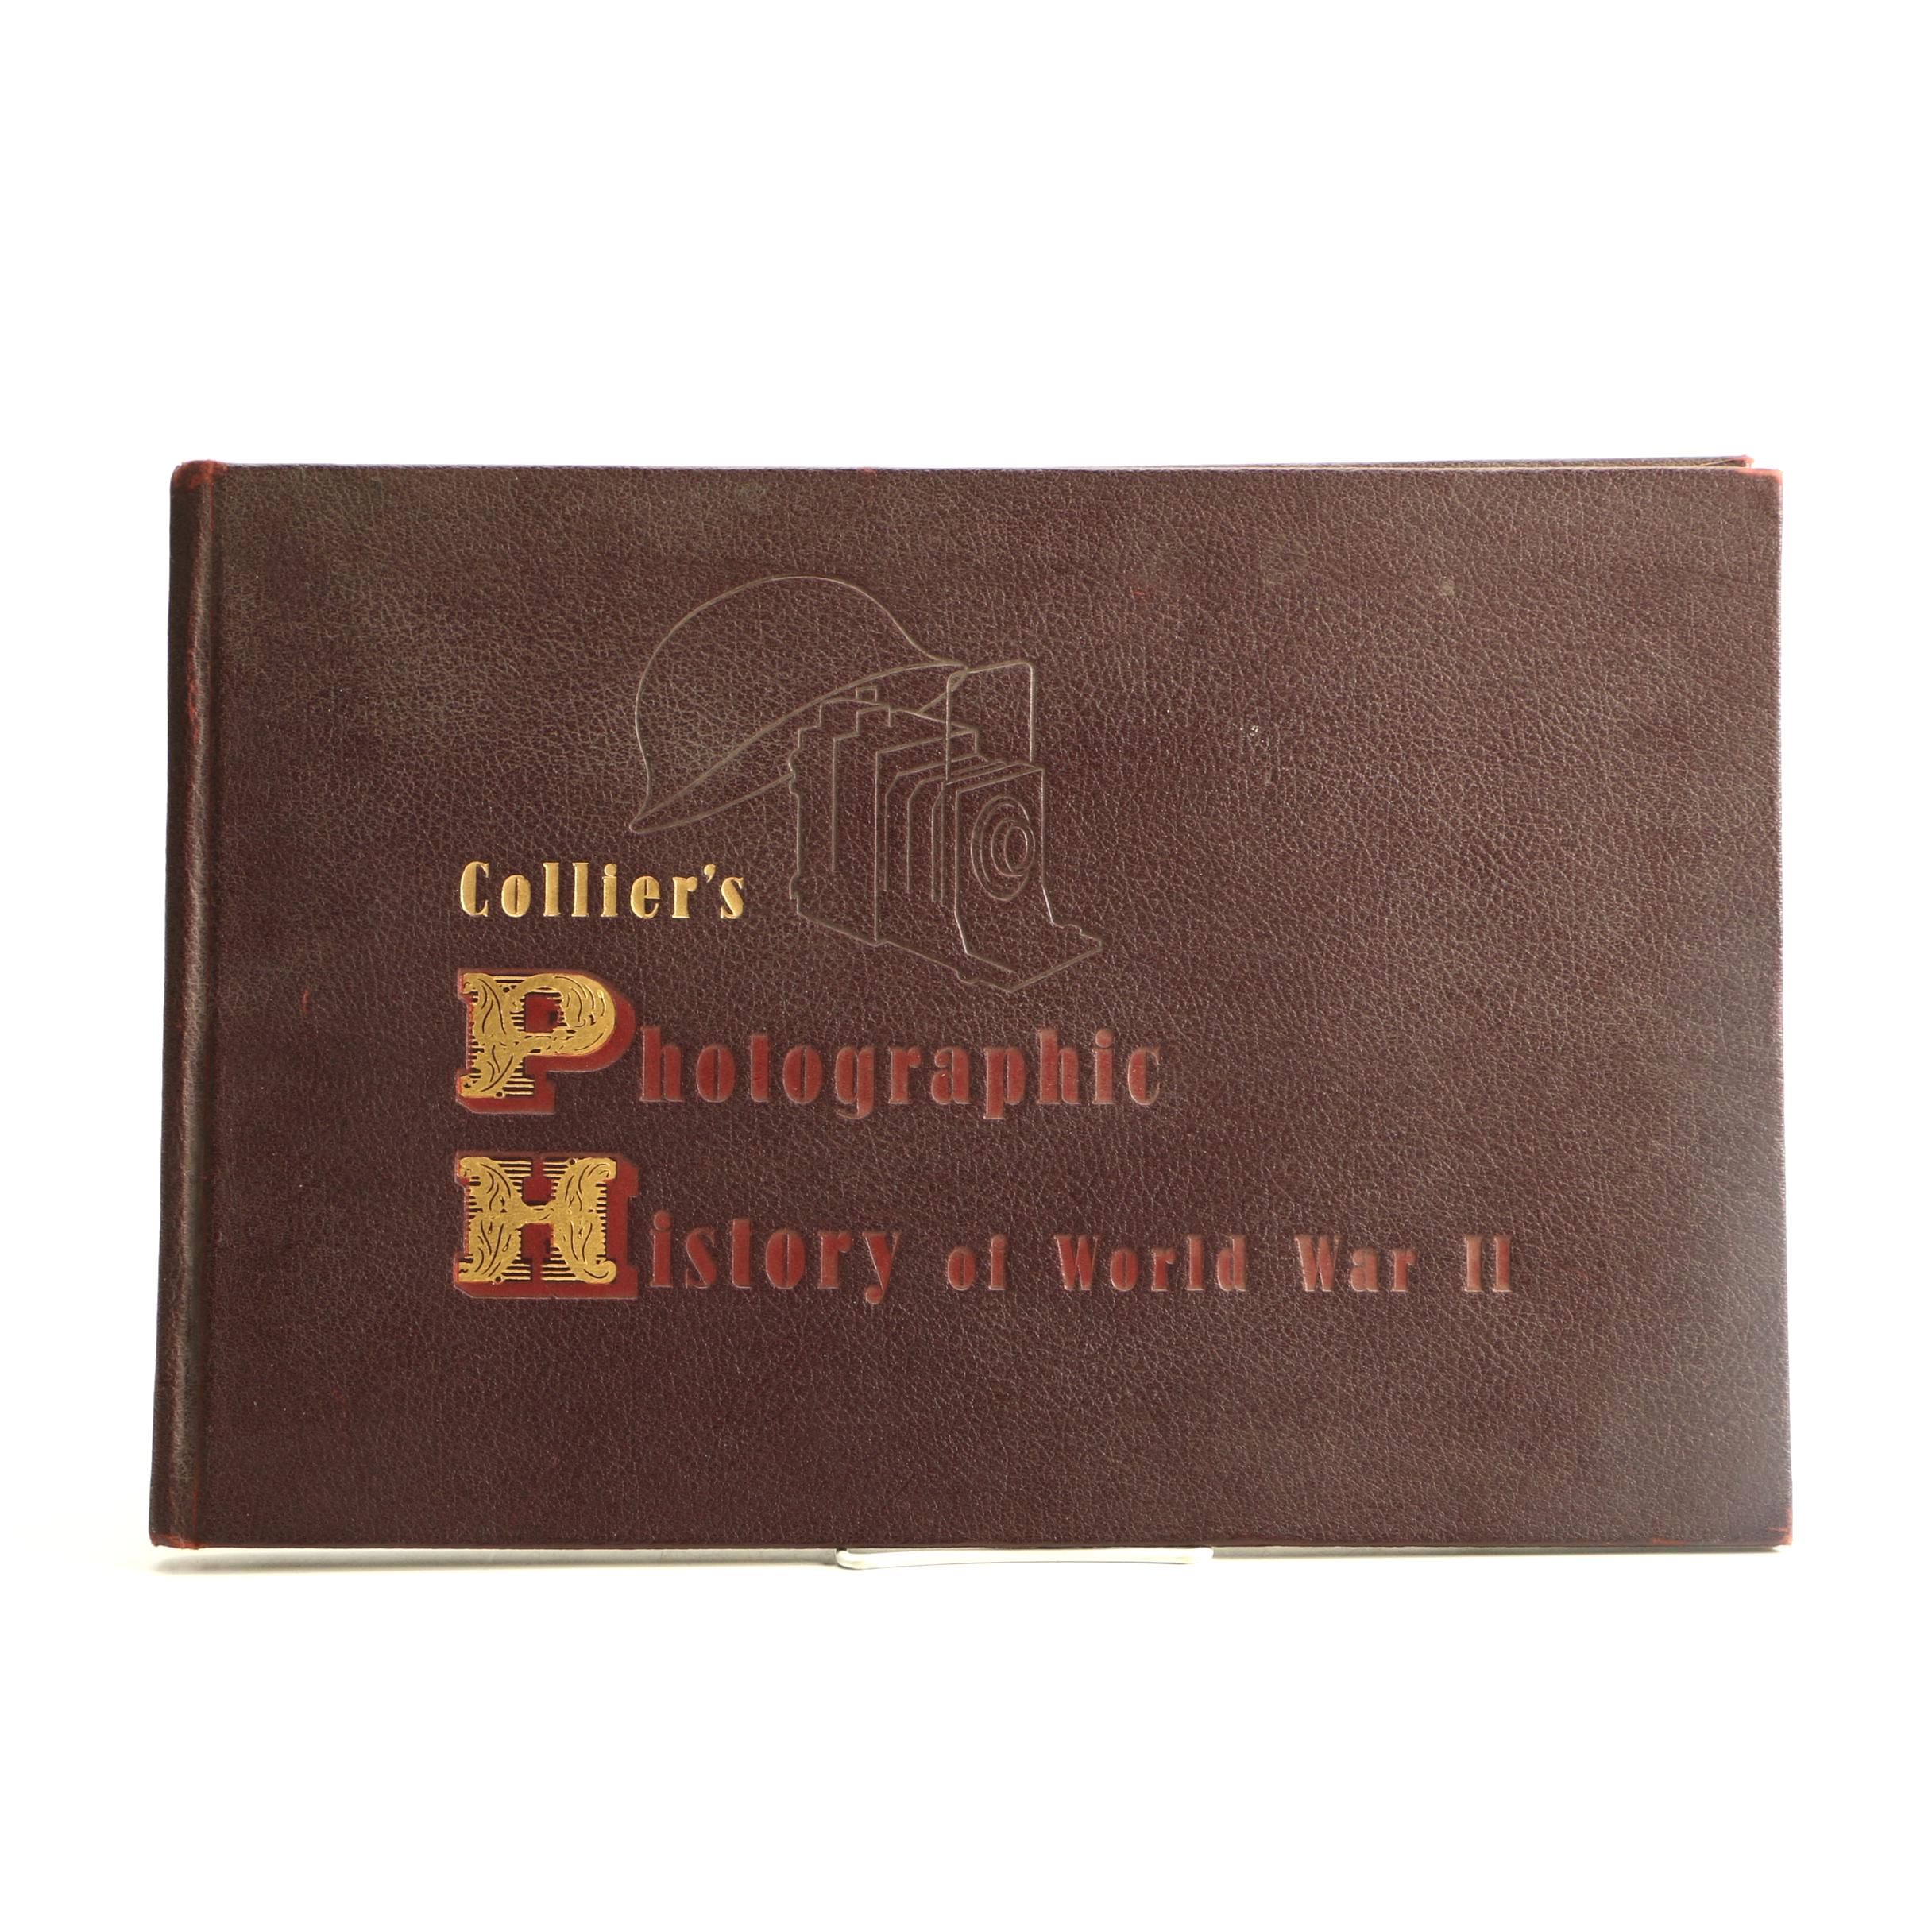 Collier's
Photographic
History of World War II